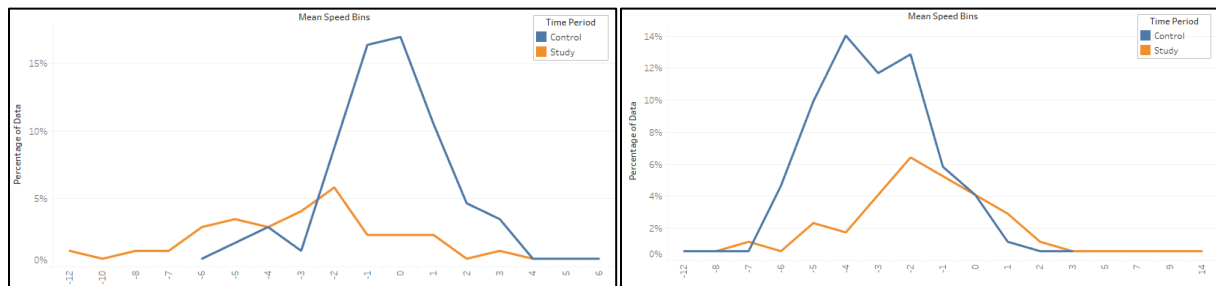 Mean Speed Bins
Time Period
Control
Study
Percentage of Data
15%
10%
5%
0%
-12 -10 -8 -7 -6 -5 -4 -3 -2 -1 0 1 2 3 4 5 6
Mean Speed Bins
Time Period
Control
Study
Percentage of Data
14%
12%
10%
8%
6%
4%
2%
0%
-12 -8 -7 -6 -5 -4 -3 -2 -1 0 1 2 3 5 7 9 14